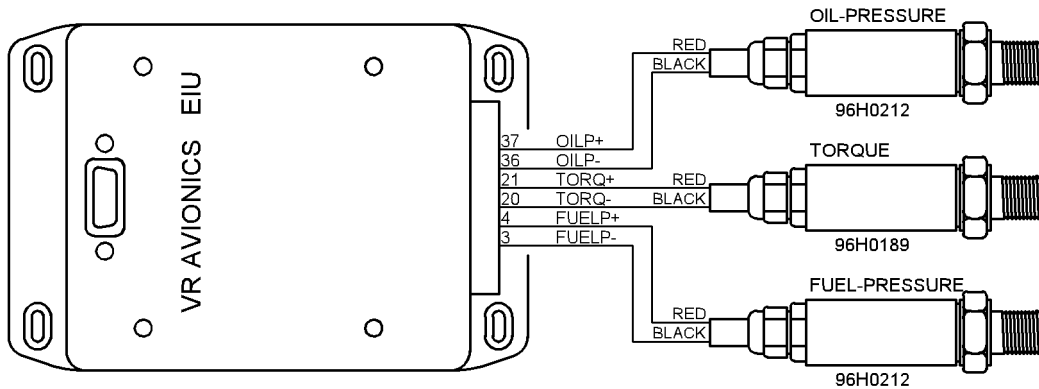 VR AVIONICS EIU
37 OILP+
36 OILP-
21 TORQ+
20 TORQ-
4 FUELP+
3 FUELP-
OIL-PRESSURE
RED
BLACK
96H0212
TORQUE
RED
BLACK
96H0189
FUEL-PRESSURE
RED
BLACK
96H0212